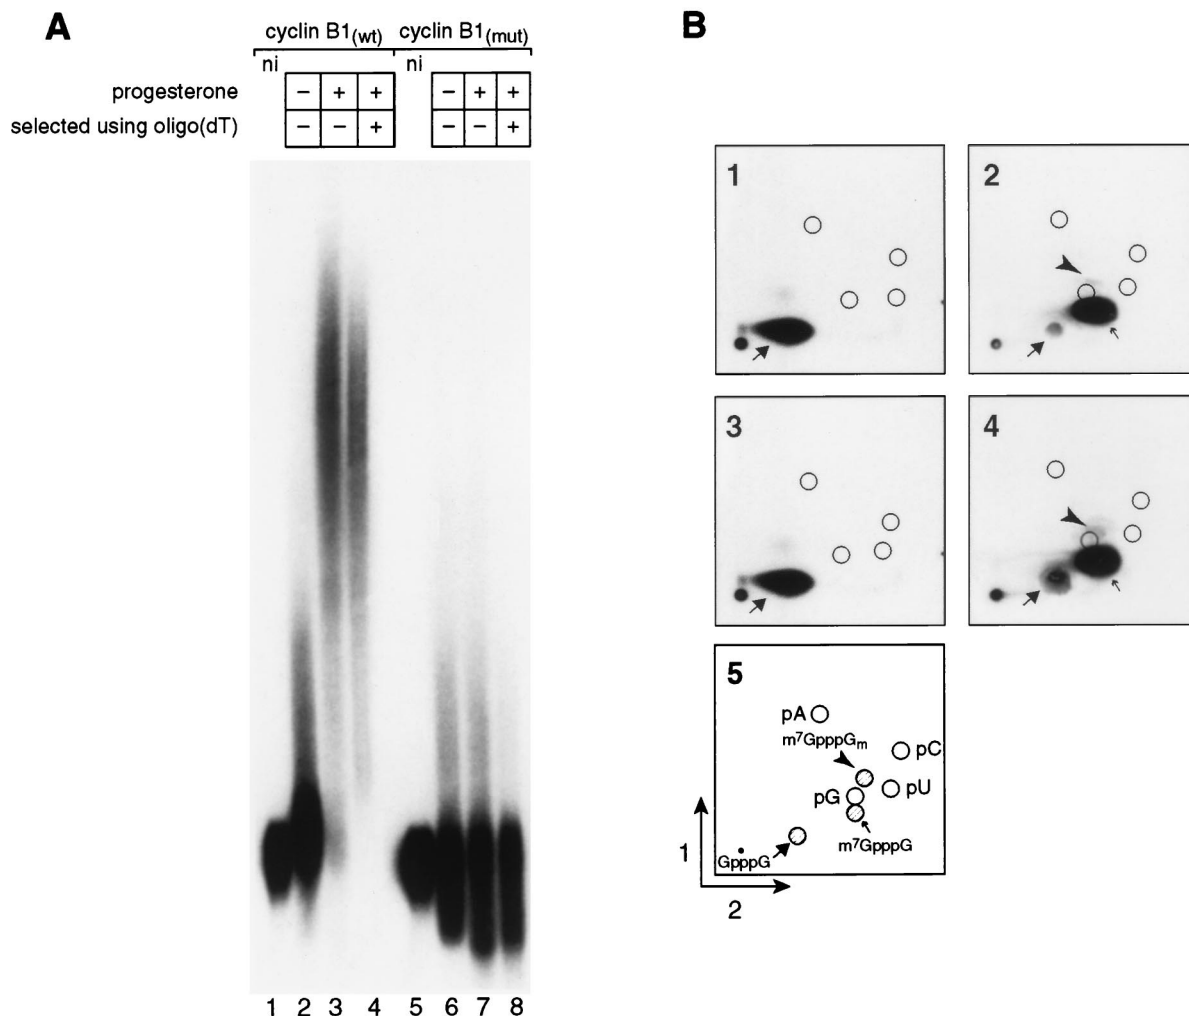 A
cyclin B1(wt) cyclin B1(mut)
ni ni
progesterone − + + − + +
selected using oligo(dT) − − + − − +
1 2 3 4 5 6 7 8
B
1 2
3 4
5
pA
m⁷GpppGm
pC
pG pU
m⁷GpppG
GpppG
1
2